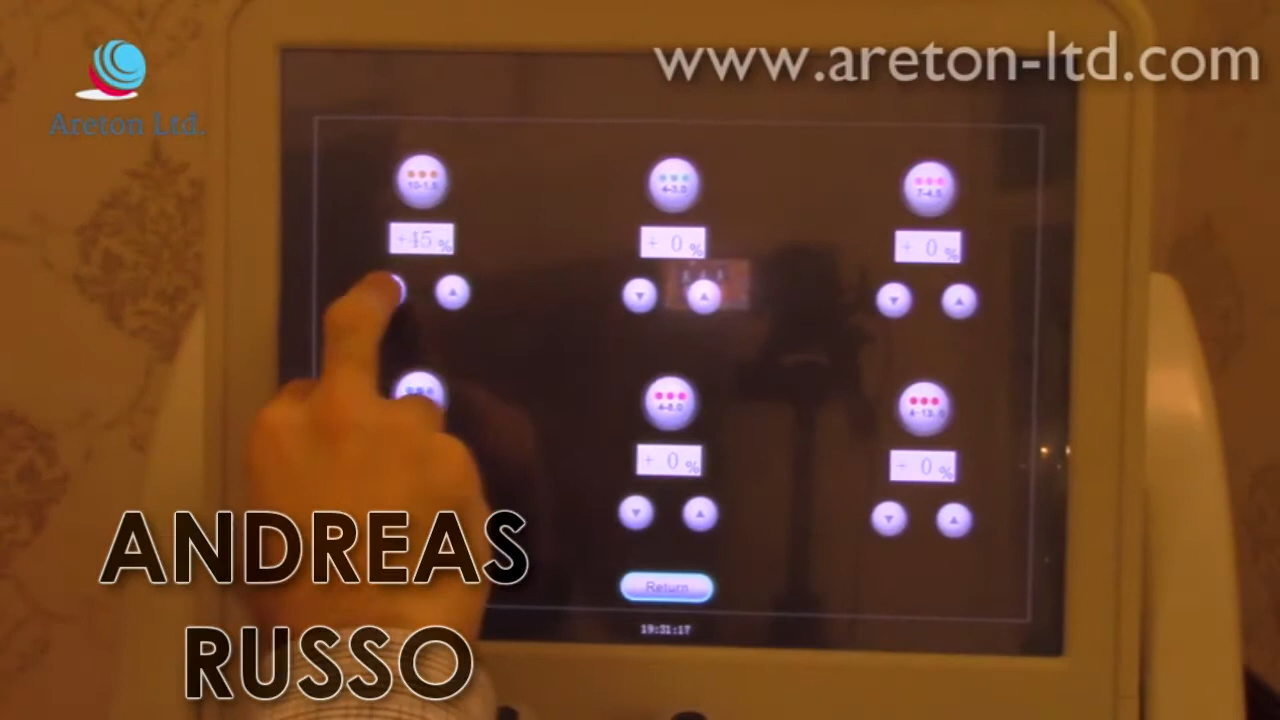 www.areton-ltd.com
Areton Ltd.
10-1.5
4-3.0
7-4.5
+45 %
+ 0 %
+ 0 %
4-8.0
4-13.0
+ 0 %
+ 0 %
Return
19:31:17
ANDREAS
RUSSO